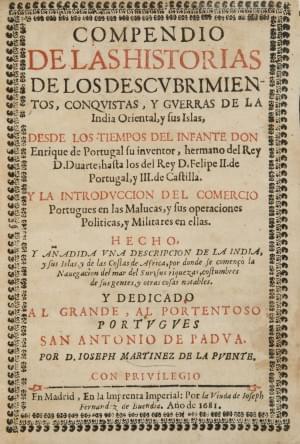 COMPENDIO
DE LAS HISTORIAS
DE LOS DESCVBRIMIEN-
TOS, CONQVISTAS, Y GVERRAS DE LA
India Oriental, y sus Islas,
DESDE LOS TIEMPOS DEL INFANTE DON
Enrique de Portugal su inventor, hermano del Rey
D. Duarte; hasta los del Rey D. Felipe II. de
Portugal, y III. de Castilla.
Y LA INTRODVCCION DEL COMERCIO
Portugues en las Malucas, y sus operaciones
Politicas, y Militares en ellas.
HECHO,
Y AÑADIDA VNA DESCRIPCION DE LA INDIA,
y sus Islas, y de las Costas de Africa, por donde se começò la
Navegacion del mar del Sur; sus riquezas, costumbres
de sus gentes, y otras cosas notables.
Y DEDICADO
AL GRANDE, AL PORTENTOSO
PORTVGVES
SAN ANTONIO DE PADVA.
POR D. IOSEPH MARTINEZ DE LA PVENTE.
CON PRIVILEGIO
En Madrid, En la Imprenta Imperial: Por la Viuda de Ioseph
Fernandez de Buendia. Año de 1681.